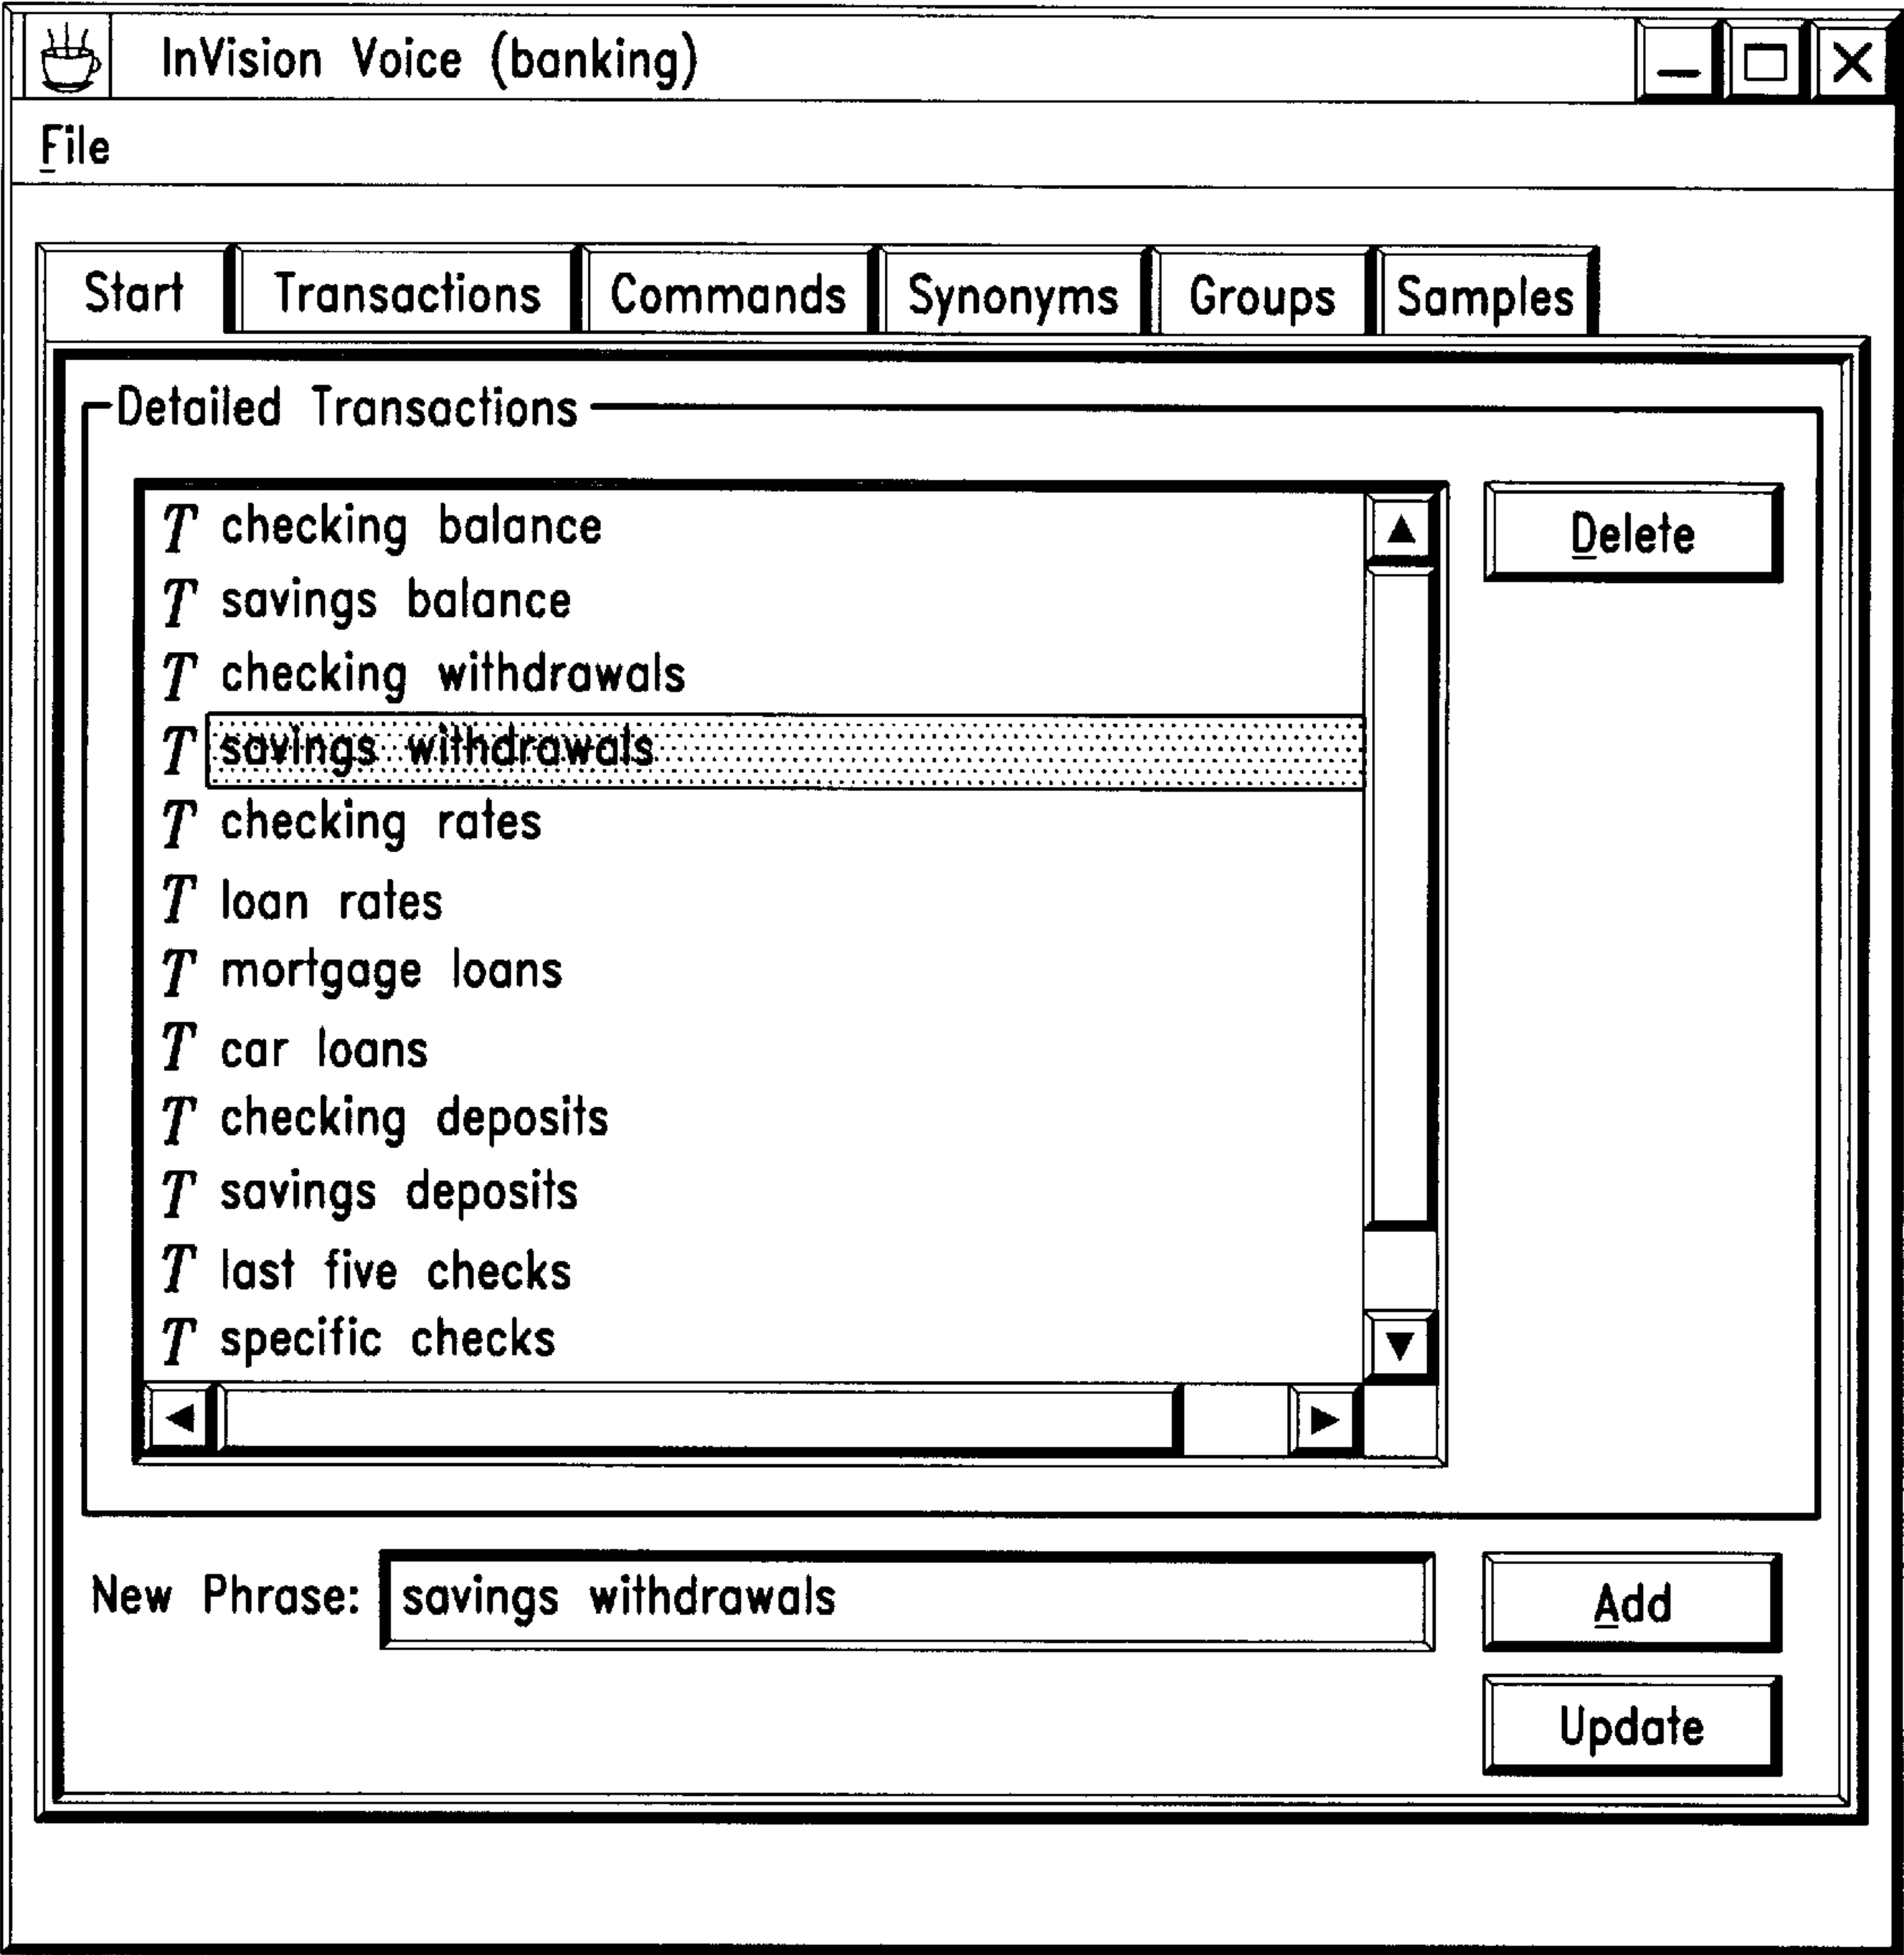 InVision Voice (banking)
File
Start Transactions Commands Synonyms Groups Samples
Detailed Transactions
T checking balance
Delete
T savings balance
T checking withdrawals
T savings withdrawals
T checking rates
T loan rates
T mortgage loans
T car loans
T checking deposits
T savings deposits
T last five checks
T specific checks
New Phrase: savings withdrawals
Add
Update